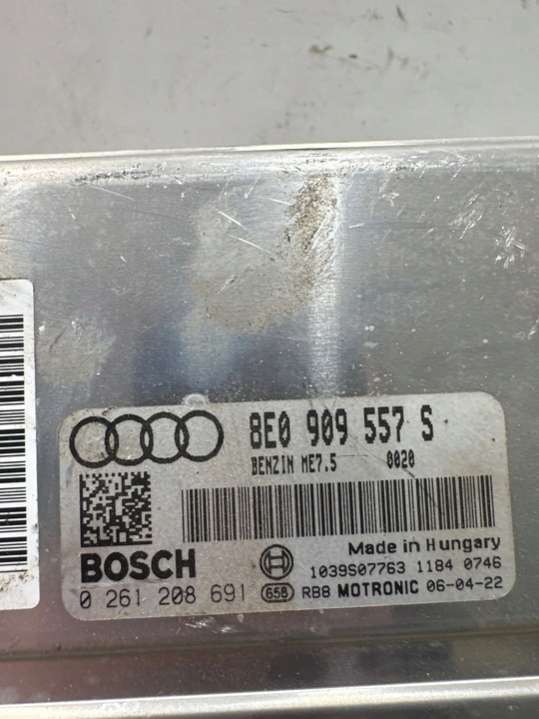 8E0 909 557 S
BENZIN ME7.5 0020
Made in Hungary
BOSCH
1039S07763 1184 0746
0 261 208 691 658 RB8 MOTRONIC 06-04-22